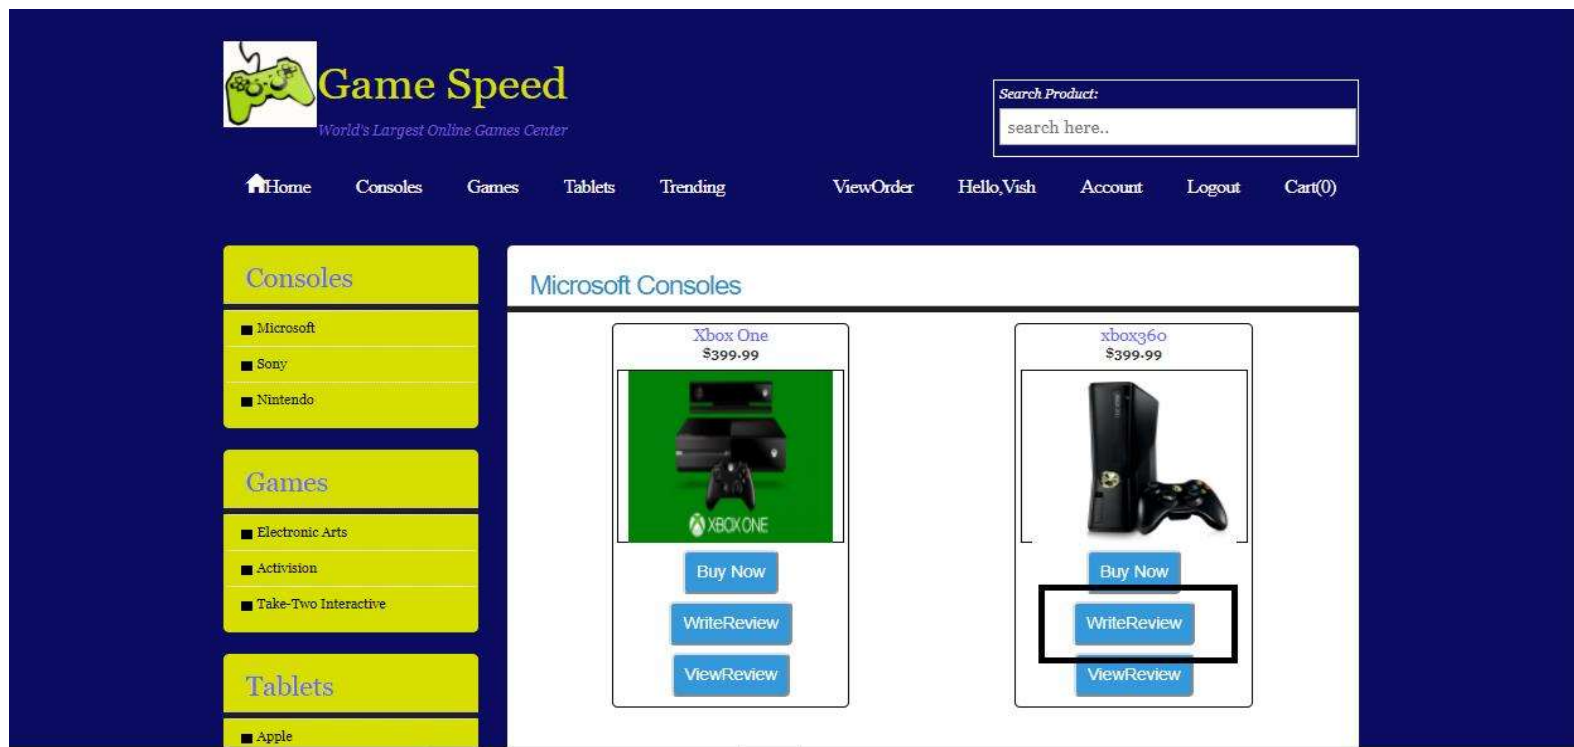 Game Speed
World's Largest Online Games Center
Search Product:
search here..
Home Consoles Games Tablets Trending ViewOrder Hello,Vish Account Logout Cart(0)
Consoles
Microsoft
Sony
Nintendo
Games
Electronic Arts
Activision
Take-Two Interactive
Tablets
Apple
Microsoft Consoles
Xbox One
$399.99
XBOX ONE
Buy Now
WriteReview
ViewReview
xbox360
$399.99
Buy Now
WriteReview
ViewReview